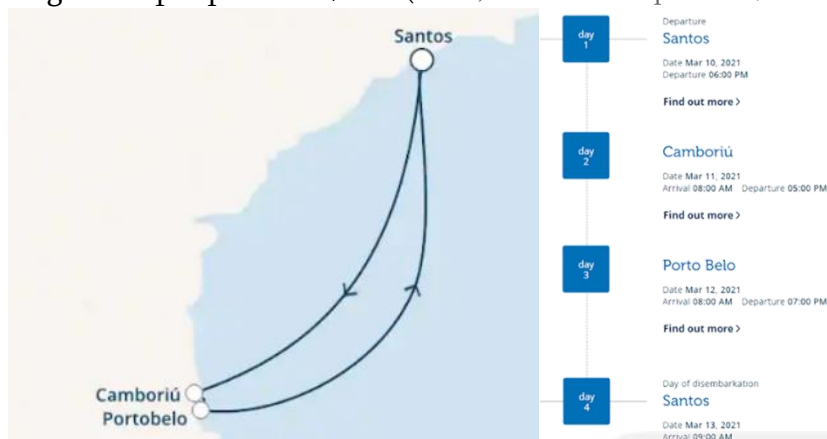 Santos
Camboriú
Portobelo
day
1
Departure
Santos
Date Mar 10, 2021
Departure 06:00 PM
Find out more >
day
2
Camboriú
Date Mar 11, 2021
Arrival 08:00 AM Departure 05:00 PM
Find out more >
day
3
Porto Belo
Date Mar 12, 2021
Arrival 08:00 AM Departure 07:00 PM
Find out more >
day
4
Day of disembarkation
Santos
Date Mar 13, 2021
Arrival 09:00 AM